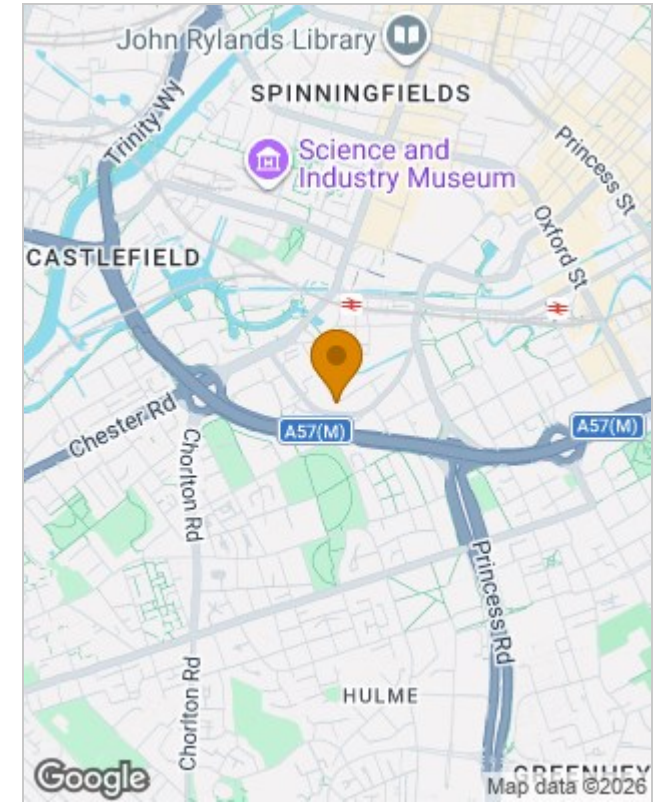 John Rylands Library
Trinity Wy
SPINNINGFIELDS
Princess St
Science and
Industry Museum
Oxford St
CASTLEFIELD
Chester Rd
A57(M)
A57(M)
Chorlton Rd
Princess Rd
Chorlton Rd
HULME
GREENHEY
Google
Map data ©2026